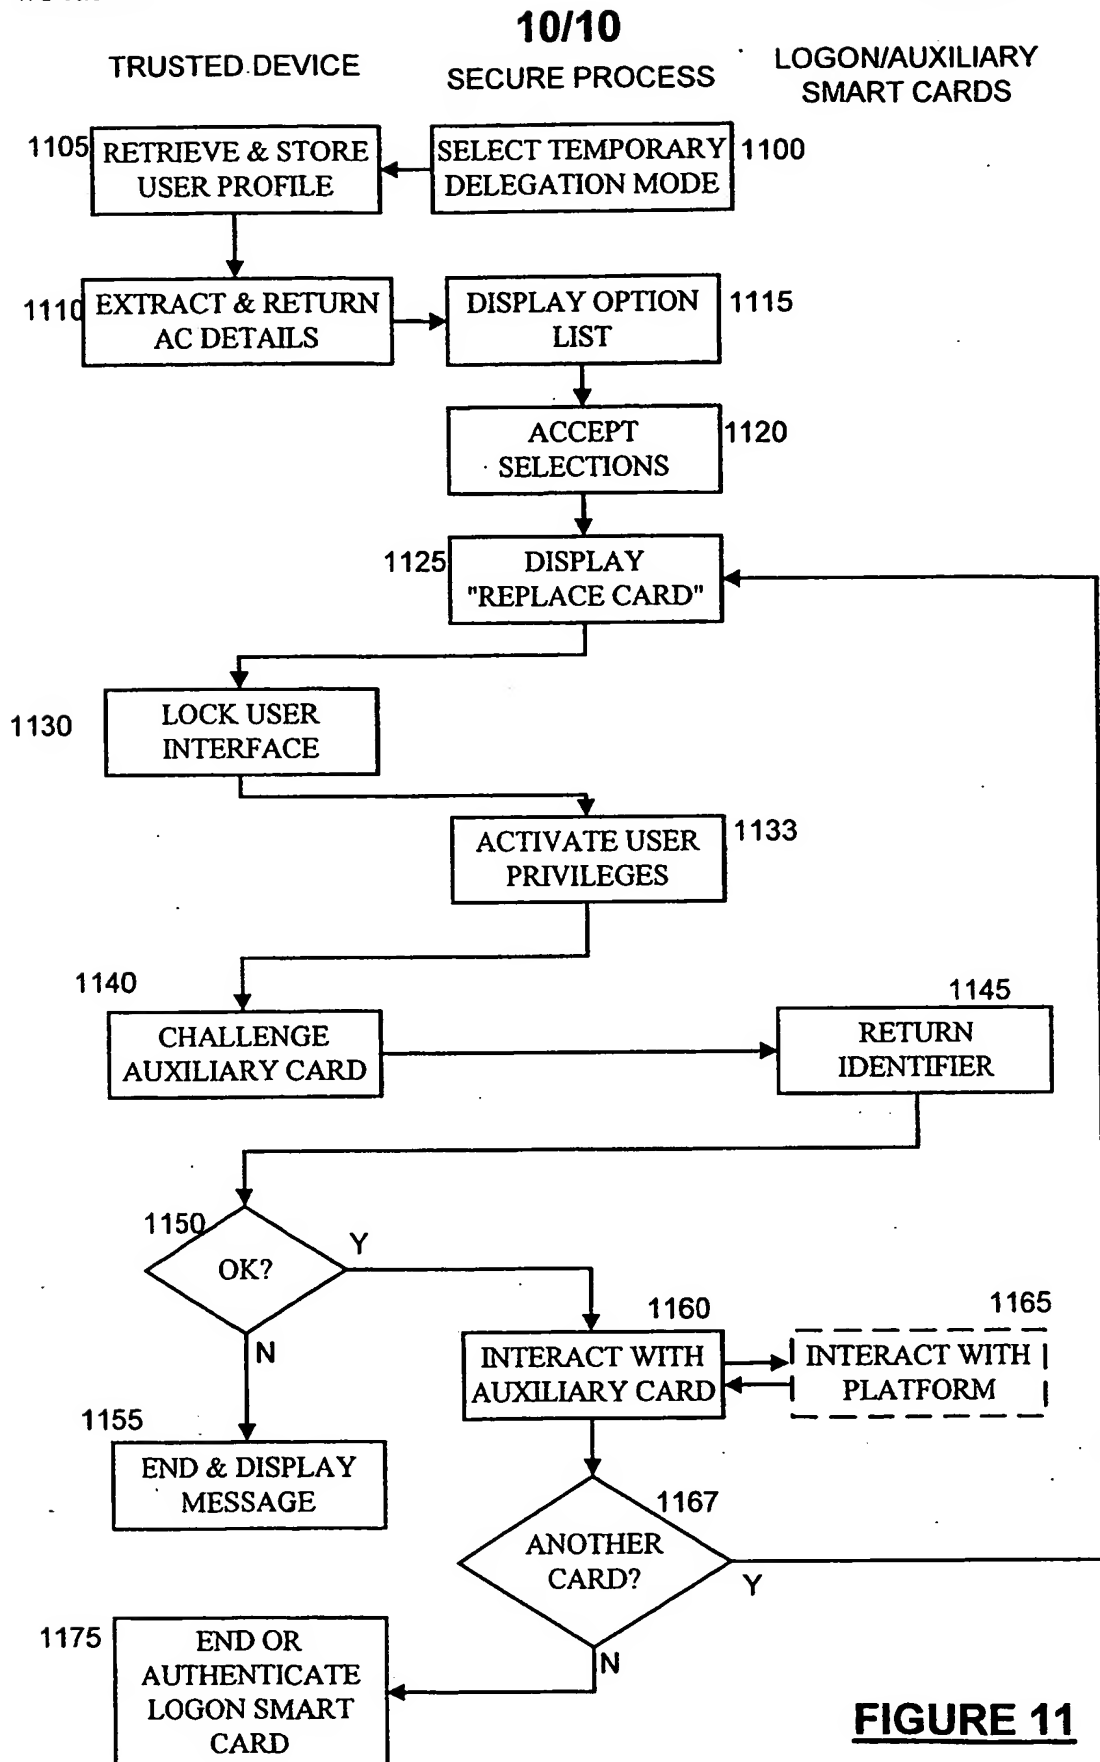 10/10
TRUSTED DEVICE
SECURE PROCESS
LOGON/AUXILIARY
SMART CARDS
1105
RETRIEVE & STORE
USER PROFILE
SELECT TEMPORARY
DELEGATION MODE
1100
1110
EXTRACT & RETURN
AC DETAILS
DISPLAY OPTION
LIST
1115
ACCEPT
SELECTIONS
1120
1125
DISPLAY
"REPLACE CARD"
1130
LOCK USER
INTERFACE
ACTIVATE USER
PRIVILEGES
1133
1140
CHALLENGE
AUXILIARY CARD
1145
RETURN
IDENTIFIER
1150
OK?
Y
N
1160
INTERACT WITH
AUXILIARY CARD
1165
INTERACT WITH
PLATFORM
1155
END & DISPLAY
MESSAGE
1167
ANOTHER
CARD?
Y
N
1175
END OR
AUTHENTICATE
LOGON SMART
CARD
FIGURE 11